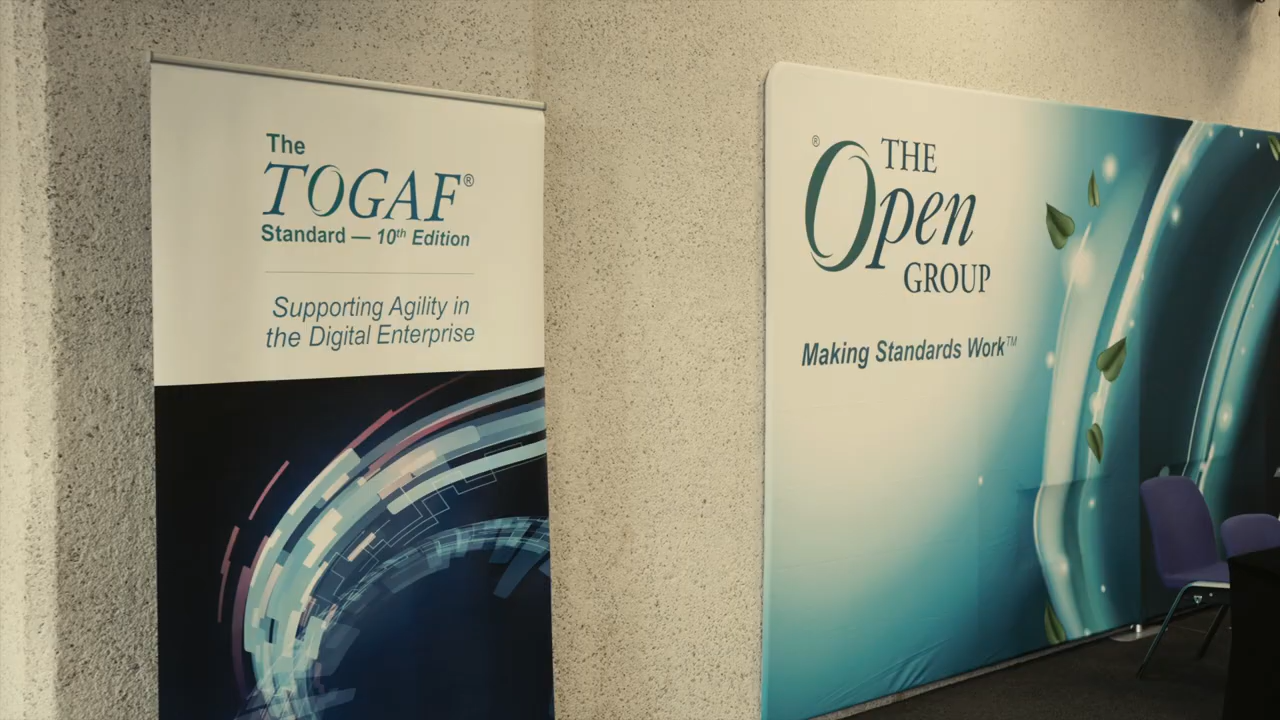 The
TOGAF®
Standard — 10th Edition
Supporting Agility in
the Digital Enterprise
®
THE
Open
GROUP
Making Standards Work™